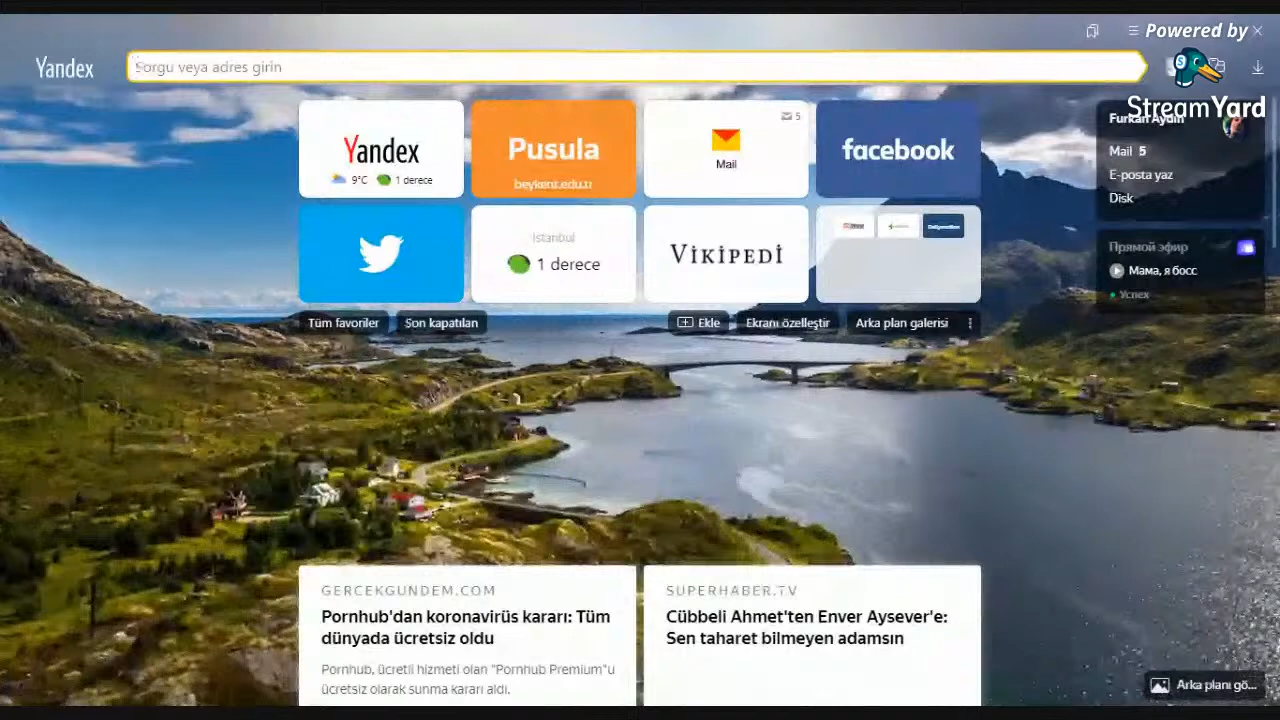 Powered by
StreamYard
Yandex
Sorgu veya adres girin
Yandex
9°C 1 derece
Pusula
beykent.edu.tr
5
Mail
facebook
İstanbul
1 derece
VİKİPEDİ
Furkan Aydın
Mail 5
E-posta yaz
Disk
Прямой эфир
Мама, я босс
Успех
Tüm favoriler
Son kapatılan
Ekle
Ekranı özelleştir
Arka plan galerisi
GERCEKGUNDEM.COM
Pornhub'dan koronavirüs kararı: Tüm
dünyada ücretsiz oldu
Pornhub, ücretli hizmeti olan "Pornhub Premium"u
ücretsiz olarak sunma kararı aldı.
SUPERHABER.TV
Cübbeli Ahmet'ten Enver Aysever'e:
Sen taharet bilmeyen adamsın
Arka planı gö...